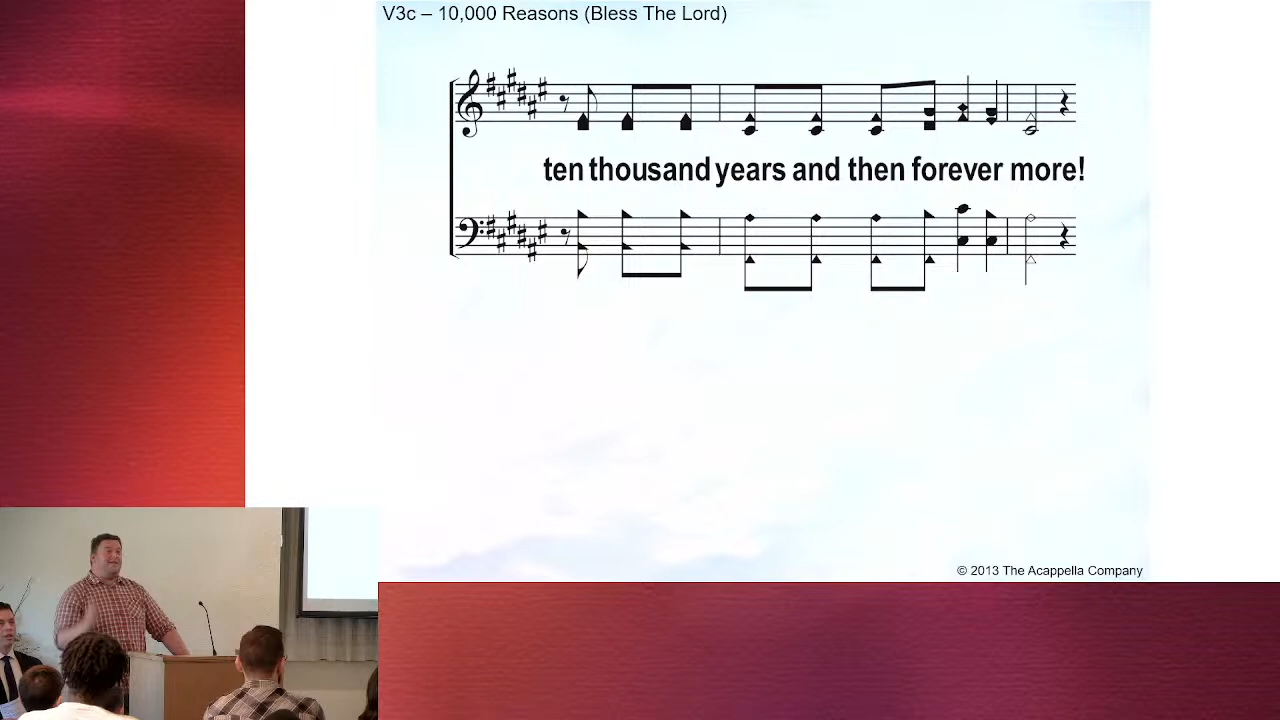 V3c – 10,000 Reasons (Bless The Lord)
ten thousand years and then forever more!
© 2013 The Acappella Company